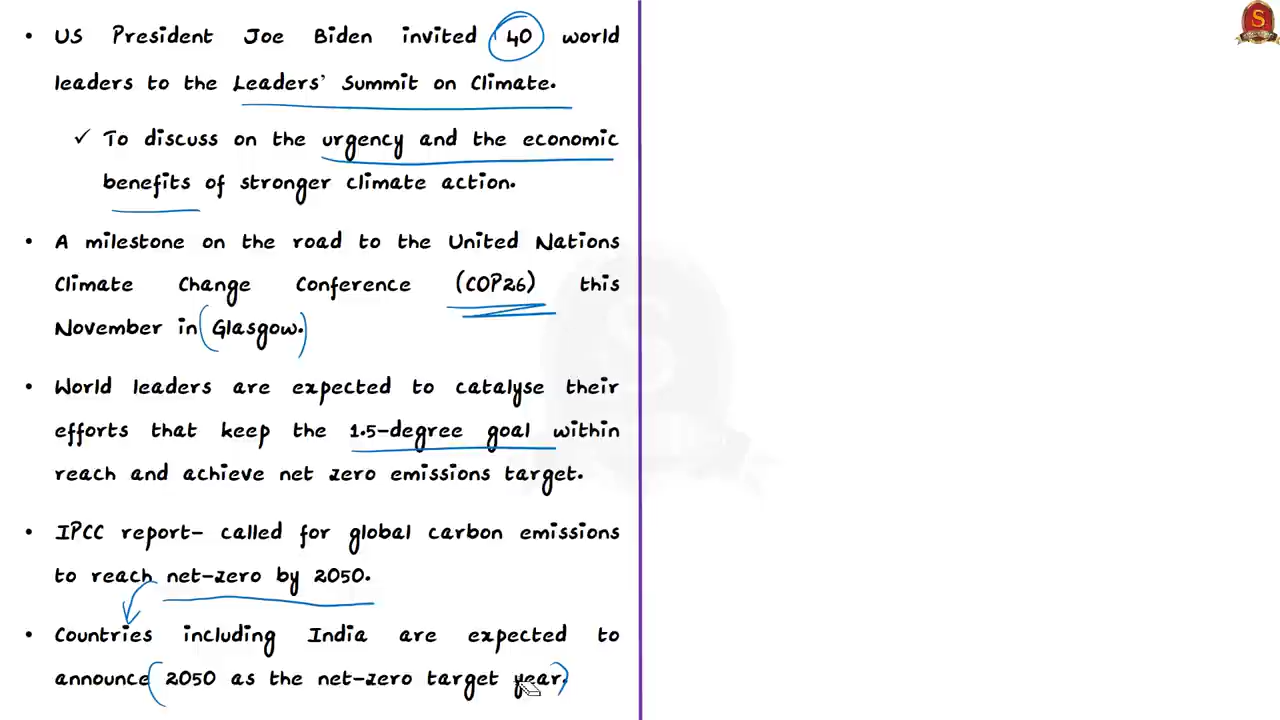 • US President Joe Biden invited 40 world
leaders to the Leaders' Summit on Climate.
✓ To discuss on the urgency and the economic
benefits of stronger climate action.
• A milestone on the road to the United Nations
Climate Change Conference (COP26) this
November in Glasgow.
• World leaders are expected to catalyse their
efforts that keep the 1.5-degree goal within
reach and achieve net zero emissions target.
• IPCC report- called for global carbon emissions
to reach net-zero by 2050.
• Countries including India are expected to
announce 2050 as the net-zero target year.
S
S